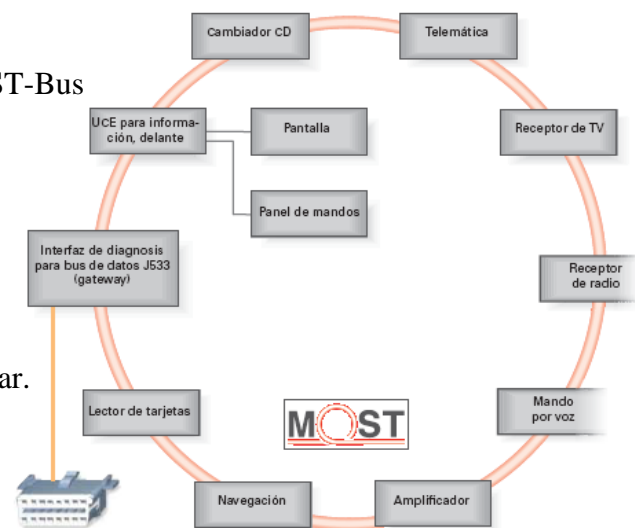 Cambiador CD
Telemática
ST-Bus
UCE para informa-
ción, delante
Pantalla
Receptor de TV
Panel de mandos
Interfaz de diagnosis
para bus de datos J533
(gateway)
Receptor
de radio
ar.
Lector de tarjetas
MOST
Mando
por voz
Navegación
Amplificador